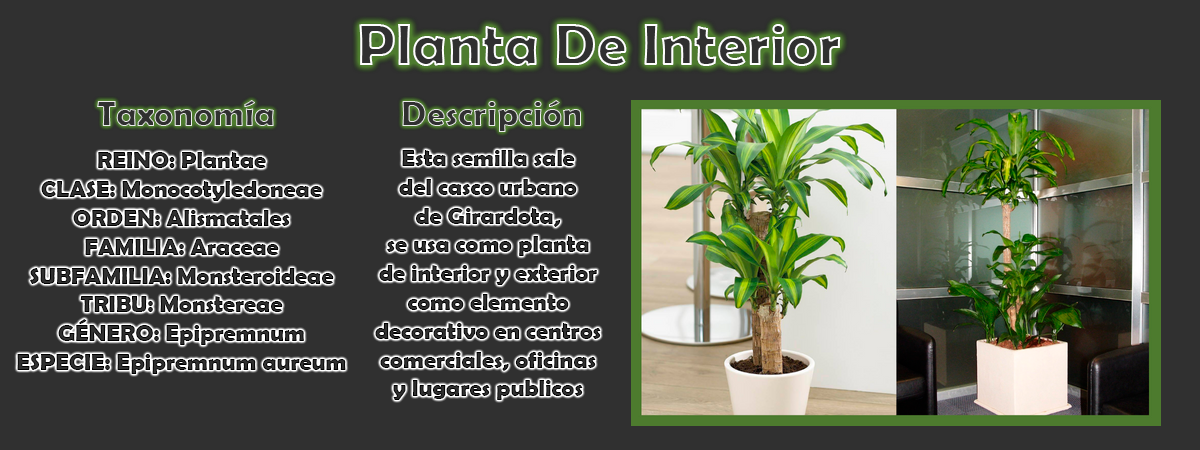 Planta De Interior
Taxonomía
REINO: Plantae
CLASE: Monocotyledoneae
ORDEN: Alismatales
FAMILIA: Araceae
SUBFAMILIA: Monsteroideae
TRIBU: Monstereae
GÉNERO: Epipremnum
ESPECIE: Epipremnum aureum
Descripción
Esta semilla sale
del casco urbano
de Girardota,
se usa como planta
de interior y exterior
como elemento
decorativo en centros
comerciales, oficinas
y lugares publicos